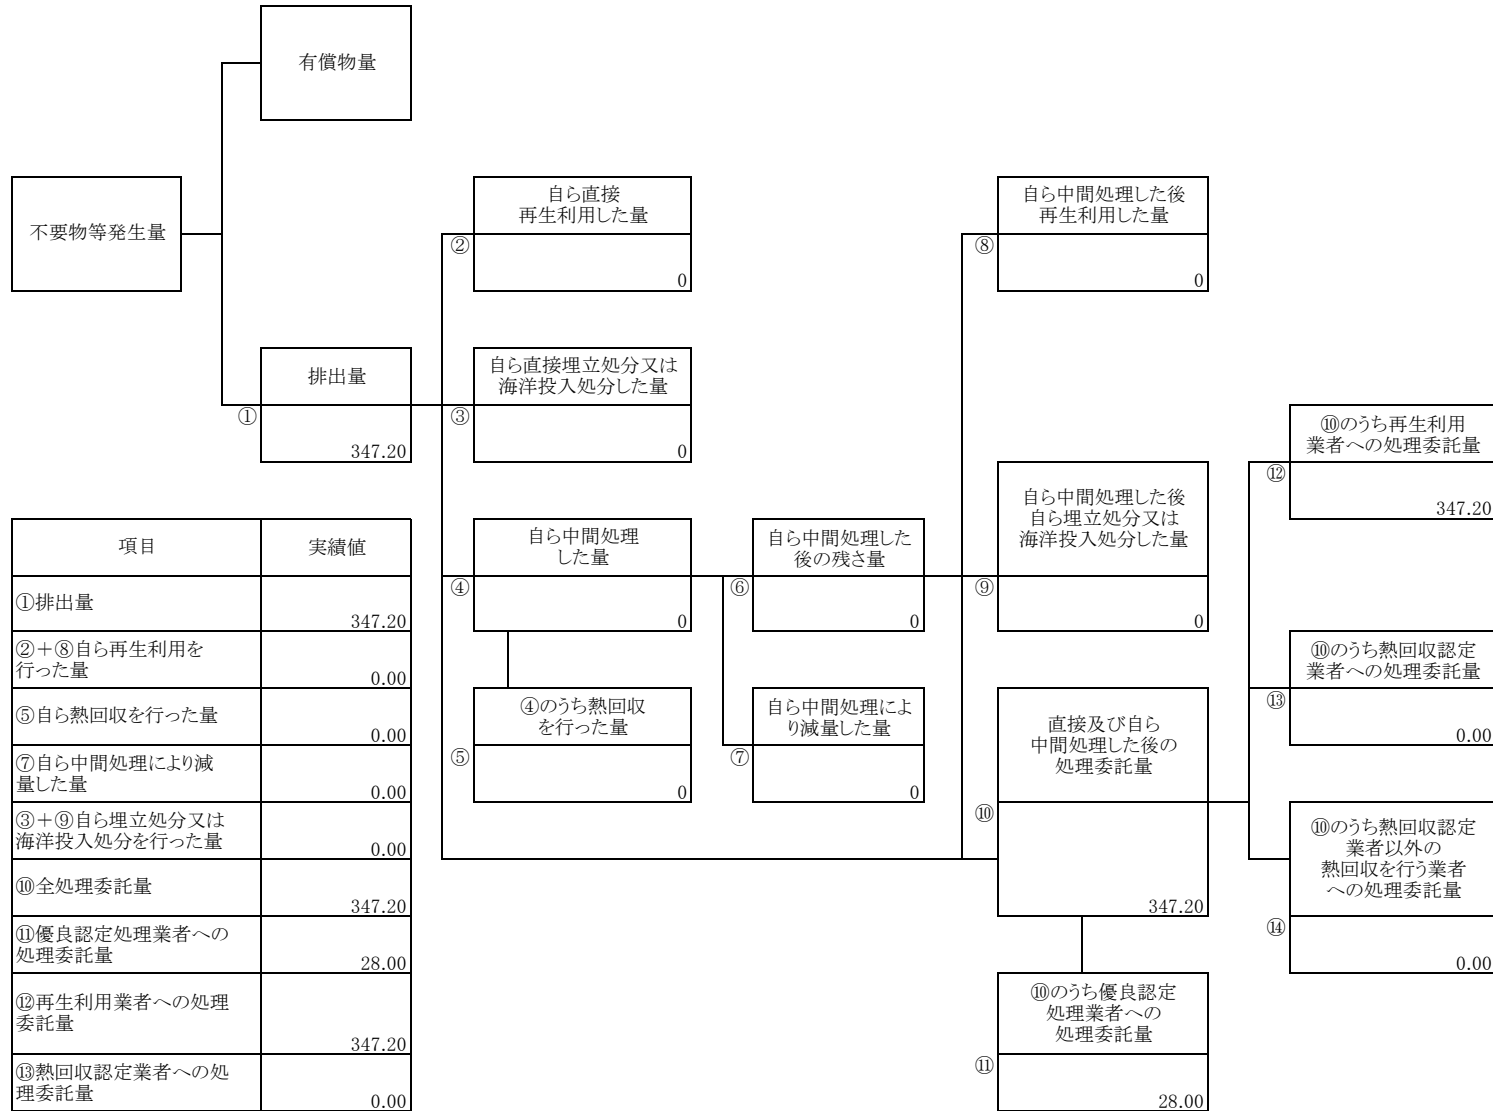 有償物量
不要物等発生量
自ら直接
再生利用した量
②
0
自ら中間処理した後
再生利用した量
⑧
0
排出量
①
347.20
自ら直接埋立処分又は
海洋投入処分した量
③
0
⑩のうち再生利用
業者への処理委託量
⑫
347.20
自ら中間処理
した量
④
0
自ら中間処理した
後の残さ量
⑥
0
自ら中間処理した後
自ら埋立処分又は
海洋投入処分した量
⑨
0
⑩のうち熱回収認定
業者への処理委託量
⑬
0.00
④のうち熱回収
を行った量
⑤
0
自ら中間処理によ
り減量した量
⑦
0
直接及び自ら
中間処理した後の
処理委託量
⑩
347.20
⑩のうち熱回収認定
業者以外の
熱回収を行う業者
への処理委託量
⑭
0.00
⑩のうち優良認定
処理業者への
処理委託量
⑪
28.00
項目 実績値
①排出量
347.20
②+⑧自ら再生利用を
行った量
0.00
⑤自ら熱回収を行った量
0.00
⑦自ら中間処理により減
量した量
0.00
③+⑨自ら埋立処分又は
海洋投入処分を行った量
0.00
⑩全処理委託量
347.20
⑪優良認定処理業者への
処理委託量
28.00
⑫再生利用業者への処理
委託量
347.20
⑬熱回収認定業者への処
理委託量
0.00